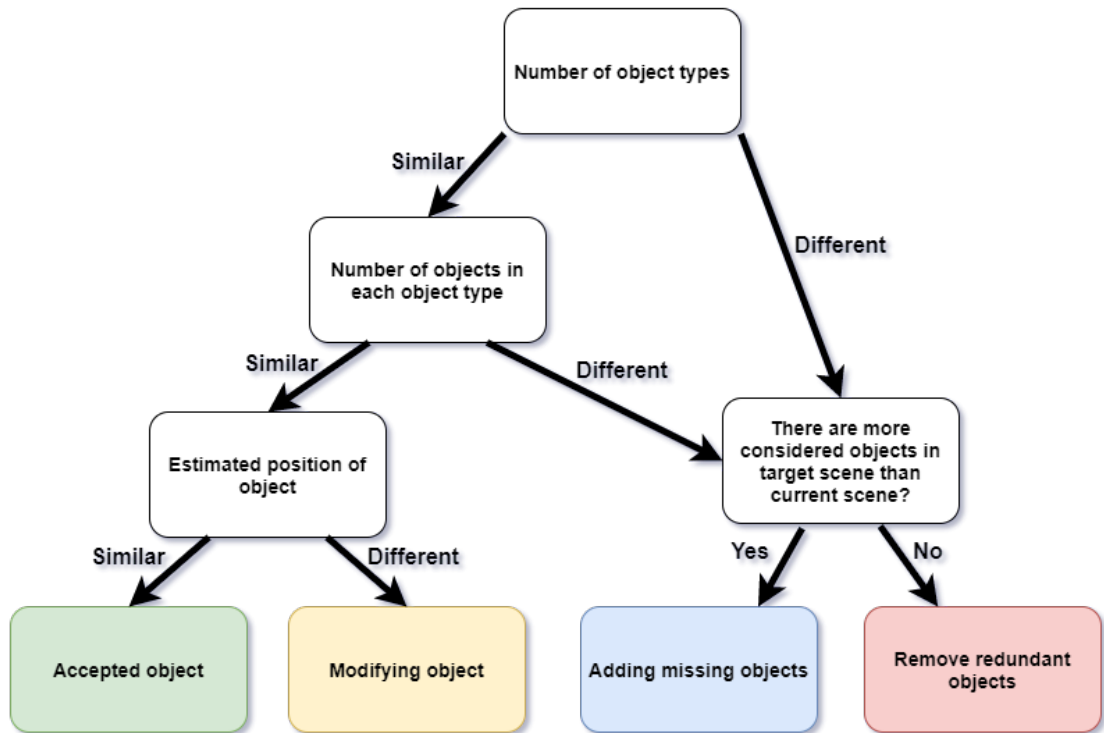 Number of object types
Similar
Different
Number of objects in
each object type
Similar
Different
Estimated position of
object
There are more
considered objects in
target scene than
current scene?
Similar
Different
Yes
No
Accepted object
Modifying object
Adding missing objects
Remove redundant
objects